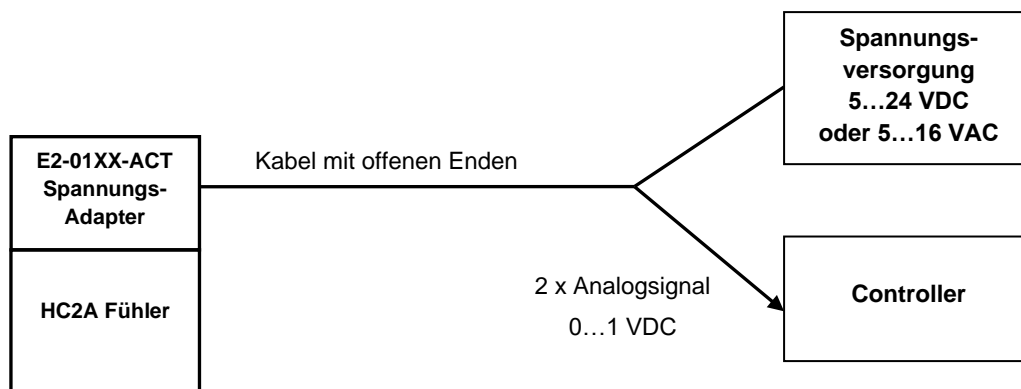 Spannungs-
versorgung
5…24 VDC
oder 5…16 VAC
E2-01XX-ACT
Spannungs-
Adapter
Kabel mit offenen Enden
HC2A Fühler
2 x Analogsignal
0…1 VDC
Controller